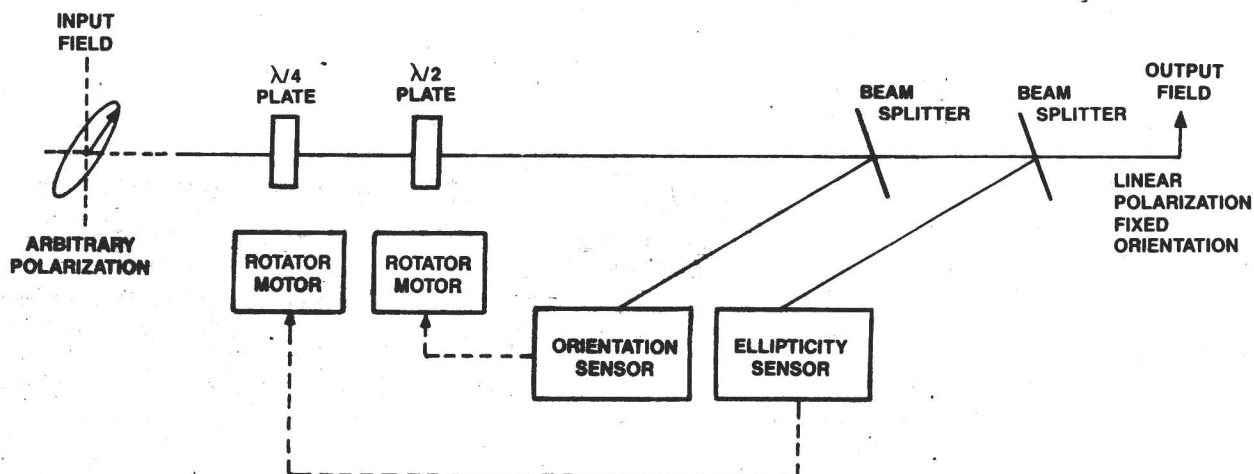 INPUT
FIELD
λ/4
PLATE
λ/2
PLATE
BEAM
SPLITTER
BEAM
SPLITTER
OUTPUT
FIELD
ARBITRARY
POLARIZATION
ROTATOR
MOTOR
ROTATOR
MOTOR
ORIENTATION
SENSOR
ELLIPTICITY
SENSOR
LINEAR
POLARIZATION
FIXED
ORIENTATION